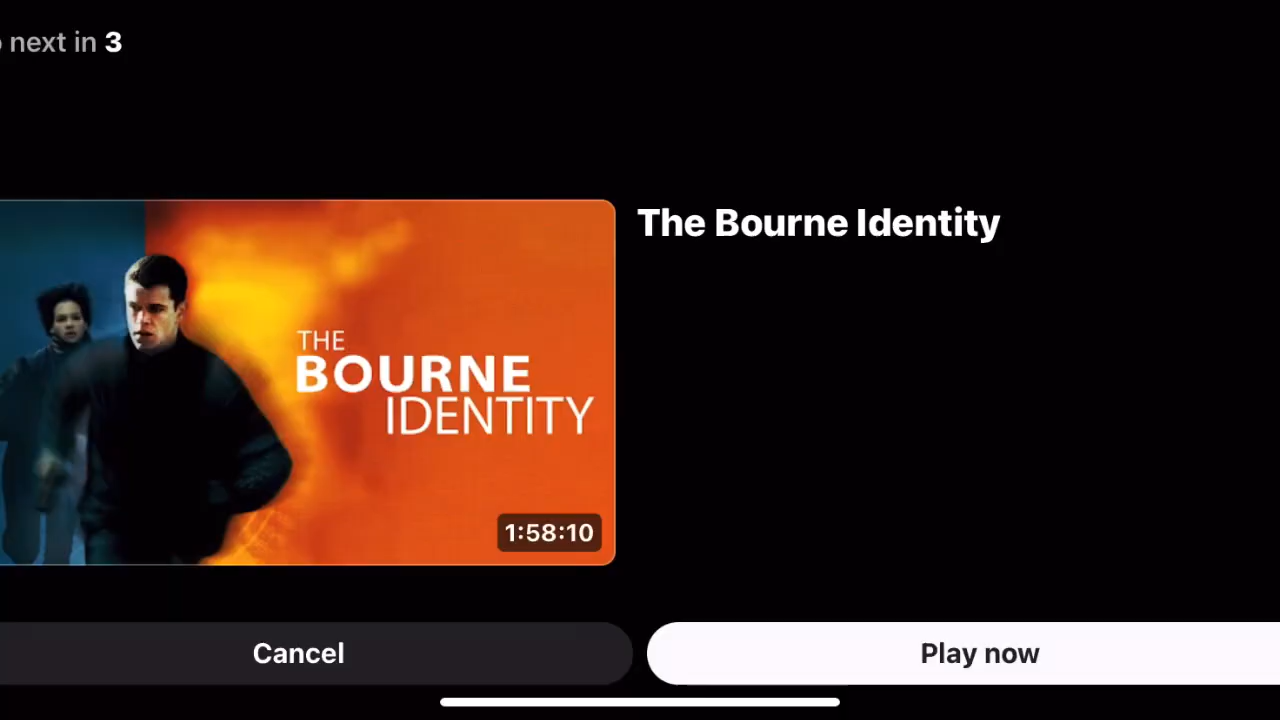 next in 3
The Bourne Identity
THE
BOURNE
IDENTITY
1:58:10
Cancel
Play now